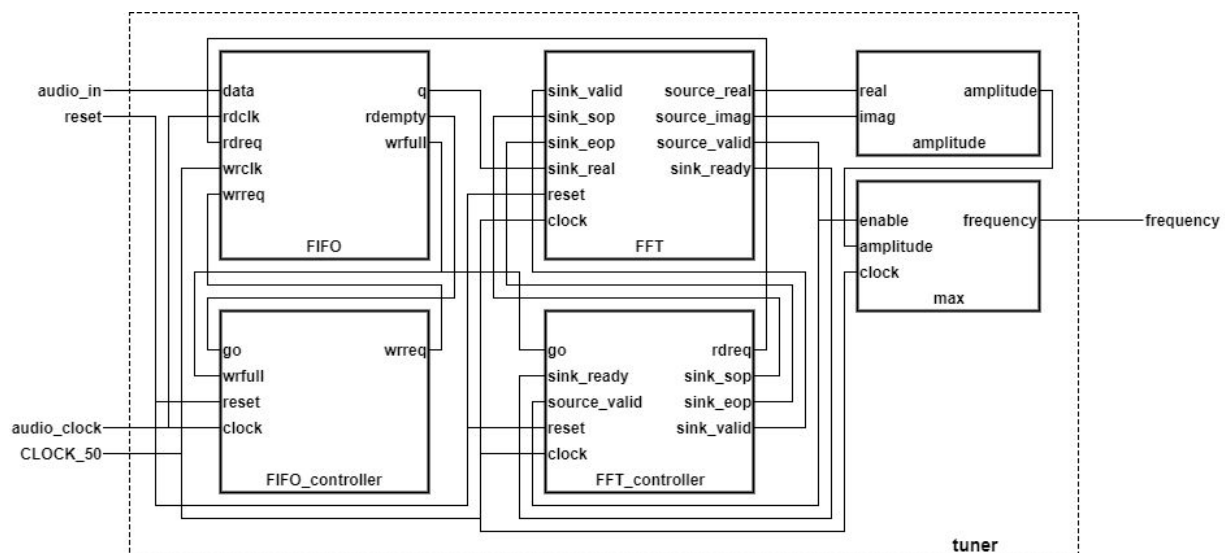 audio_in
reset
audio_clock
CLOCK_50
data
rdclk
rdreq
wrclk
wrreq
q
rdempty
wrfull
FIFO
go
wrfull
reset
clock
wrreq
FIFO_controller
sink_valid
sink_sop
sink_eop
sink_real
reset
clock
source_real
source_imag
source_valid
sink_ready
FFT
go
sink_ready
source_valid
reset
clock
rdreq
sink_sop
sink_eop
sink_valid
FFT_controller
real
imag
amplitude
amplitude
enable
amplitude
clock
frequency
max
frequency
tuner